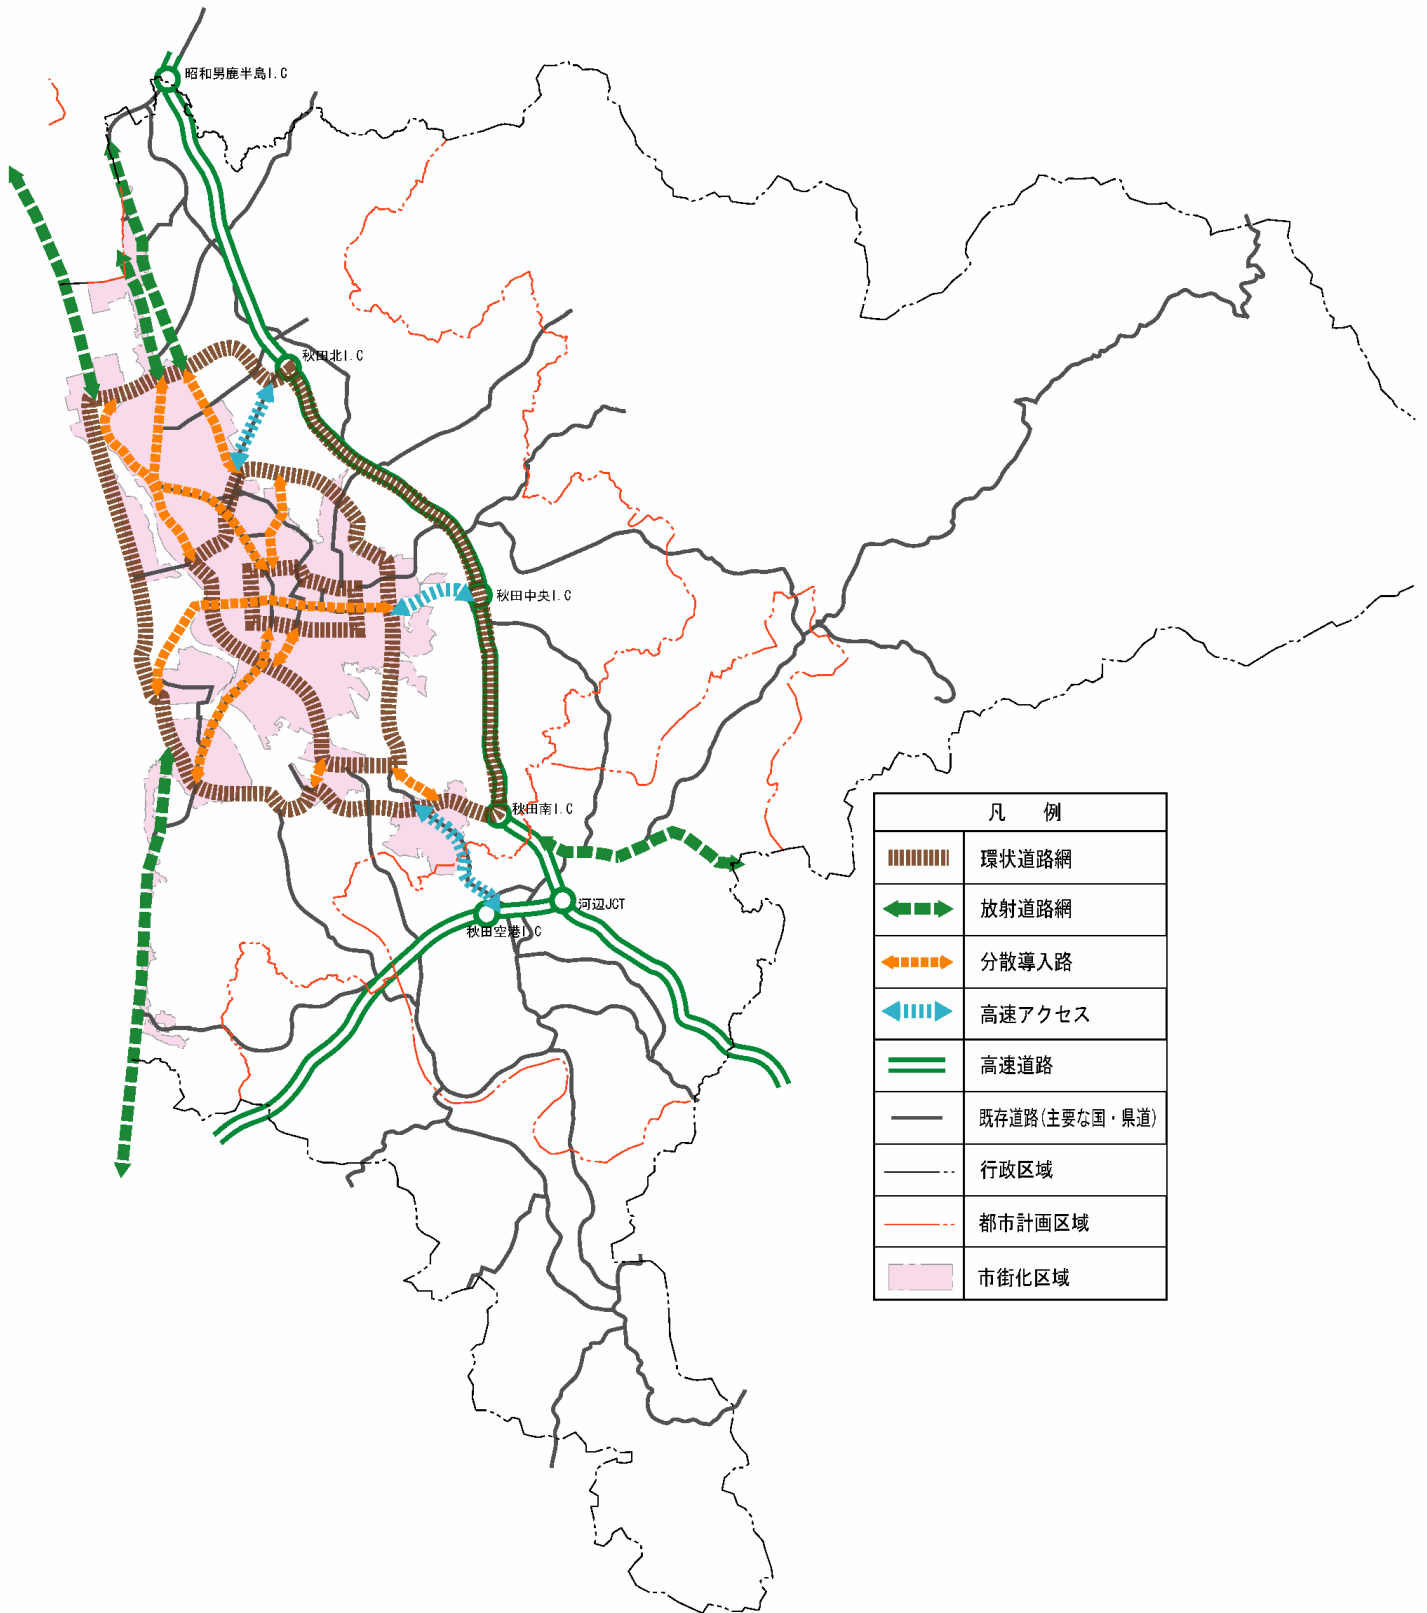 昭和男鹿半島I.C
秋田北I.C
秋田中央I.C
秋田南I.C
河辺JCT
秋田空港I.C
凡 例
環状道路網
放射道路網
分散導入路
高速アクセス
高速道路
既存道路(主要な国・県道)
行政区域
都市計画区域
市街化区域